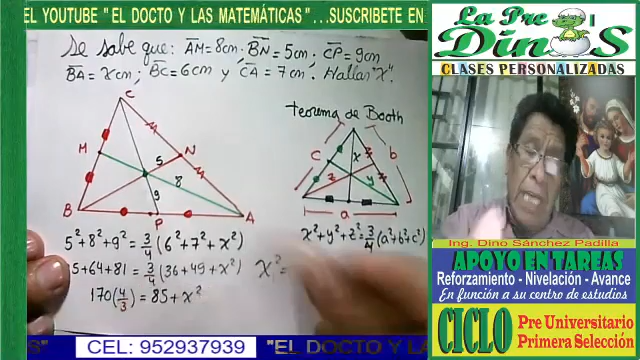 EL YOUTUBE "EL DOCTO Y LAS MATEMÁTICAS" ...SUSCRIBETE EN
Se sabe que: AM = 8cm; BN = 5cm; CP = 9cm
BA = xcm; BC = 6cm y CA = 7cm. Hallar "X".
C
M
N
5
8
9
B
P
A
Teorema de Booth
x
c
b
z
y
a
5² + 8² + 9² = 3/4 (6² + 7² + x²)
5 + 64 + 81 = 3/4 (36 + 49 + x²)
170 (4/3) = 85 + x²
x² + y² + z² = 3/4 (a² + b² + c²)
x² =
La Pre
DinoS
CLASES PERSONALIZADAS
Ing. Dino Sánchez Padilla
APOYO EN TAREAS
Reforzamiento - Nivelación - Avance
En función a su centro de estudios
CICLO Pre Universitario
Primera Selección
CEL: 952937939
"EL DOCTO Y LA